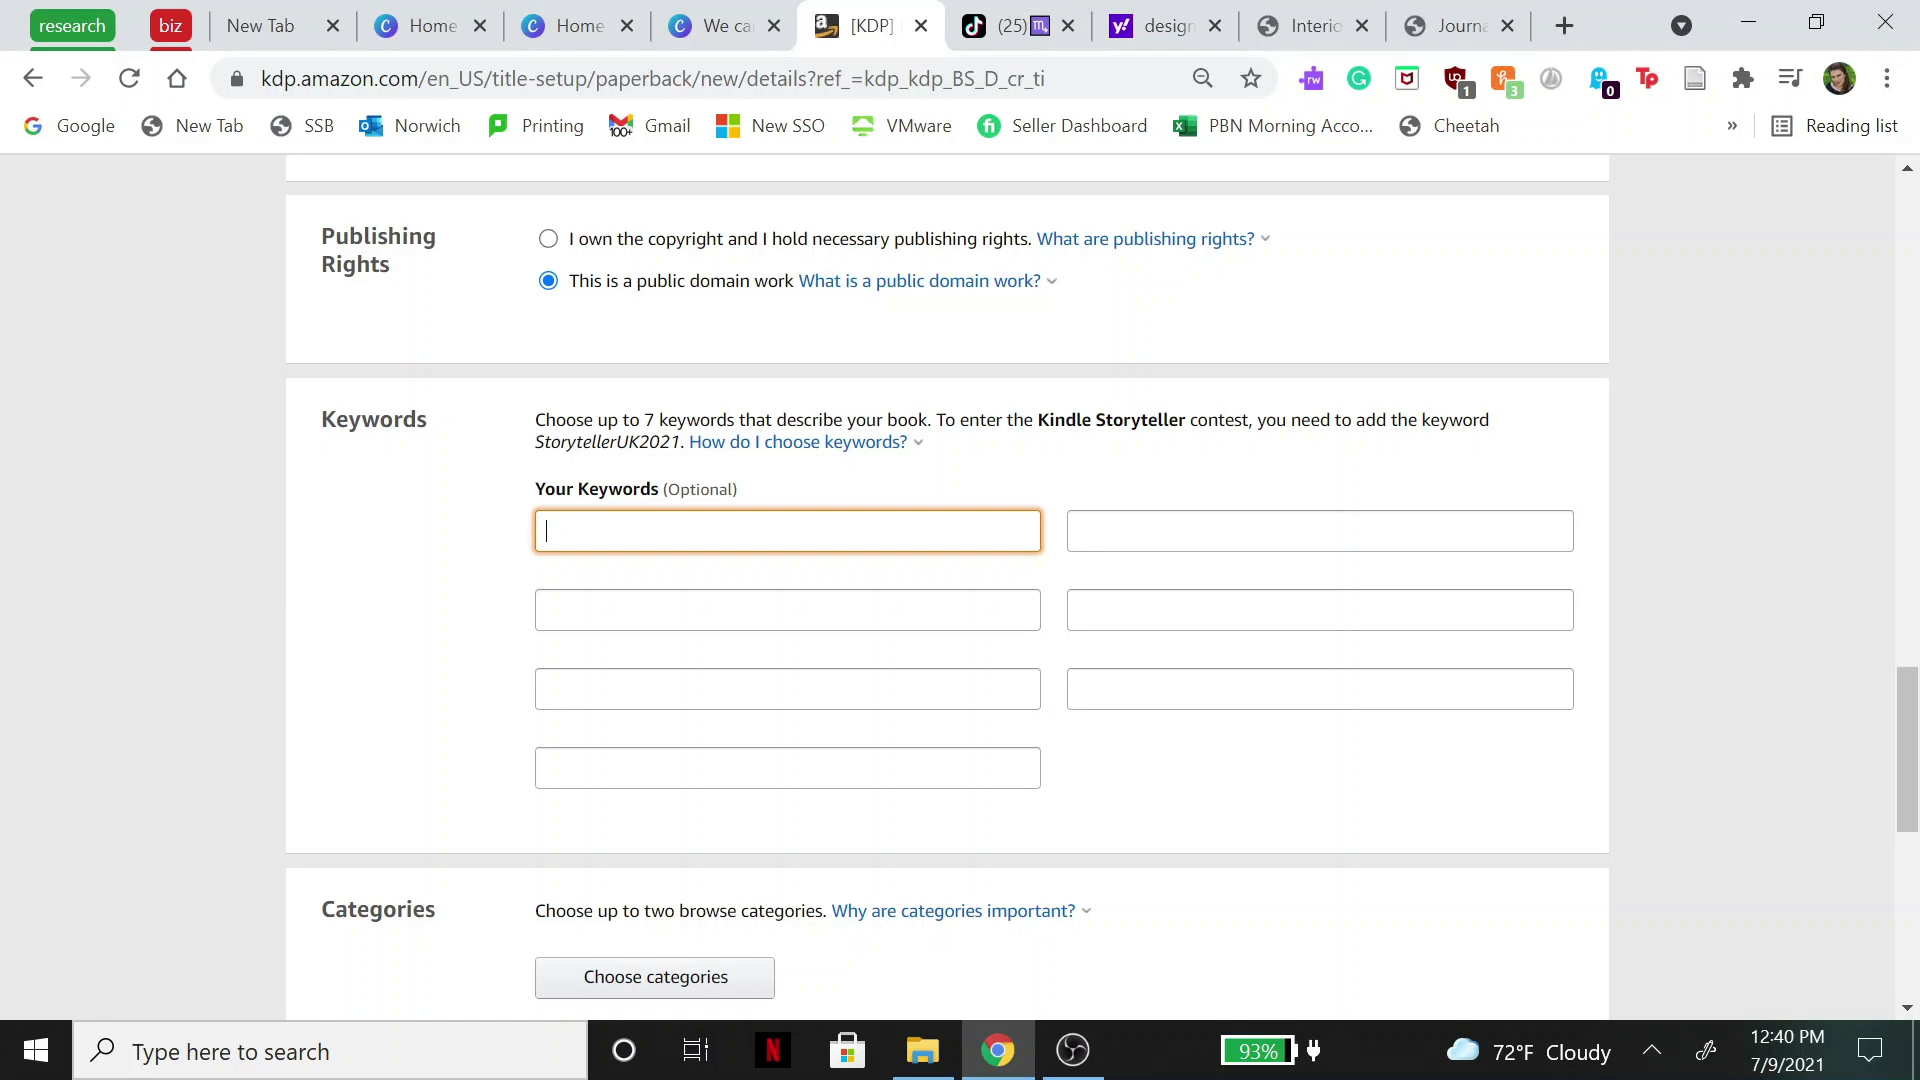 research
biz
New Tab
Home
Home
We ca
[KDP]
(25)
design
Interio
Journa
kdp.amazon.com/en_US/title-setup/paperback/new/details?ref_=kdp_kdp_BS_D_cr_ti
1
3
0
Google
New Tab
SSB
Norwich
Printing
Gmail
New SSO
VMware
Seller Dashboard
PBN Morning Acco...
Cheetah
»
Reading list
Publishing
Rights
I own the copyright and I hold necessary publishing rights. What are publishing rights?
This is a public domain work What is a public domain work?
Keywords
Choose up to 7 keywords that describe your book. To enter the Kindle Storyteller contest, you need to add the keyword
StorytellerUK2021. How do I choose keywords?
Your Keywords (Optional)
Categories
Choose up to two browse categories. Why are categories important?
Choose categories
Type here to search
93%
72°F Cloudy
12:40 PM
7/9/2021